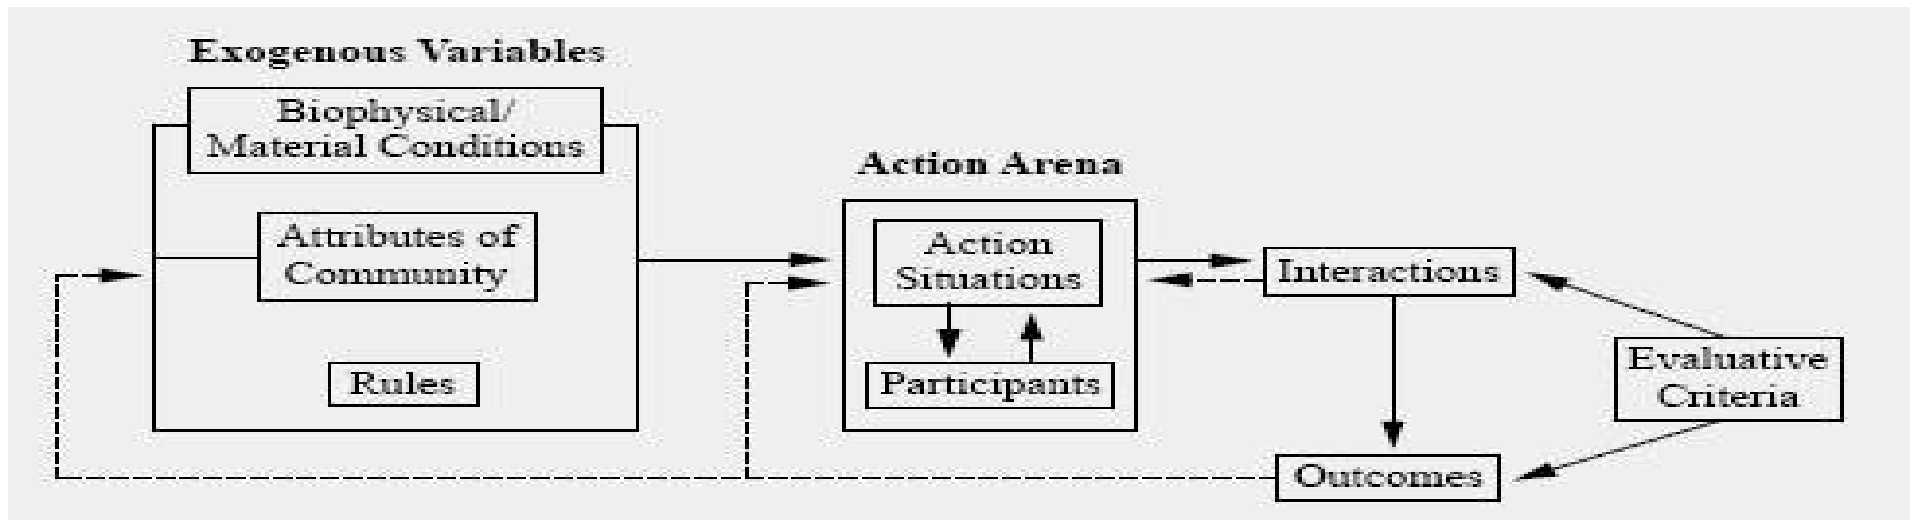 Exogenous Variables
Biophysical/
Material Conditions
Attributes of
Community
Rules
Action Arena
Action
Situations
Participants
Interactions
Evaluative
Criteria
Outcomes